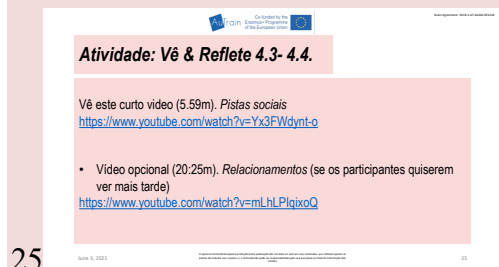 AuTrain
Co-funded by the
Erasmus+ Programme
of the European Union
Atividade: Vê & Reflete 4.3- 4.4.
Vê este curto video (5.59m). Pistas sociais
https://www.youtube.com/watch?v=Yx3FWdynt-o
• Vídeo opcional (20:25m). Relacionamentos (se os participantes quiserem
ver mais tarde)
https://www.youtube.com/watch?v=mLhLPIqixoQ
25
June 3, 2021
25